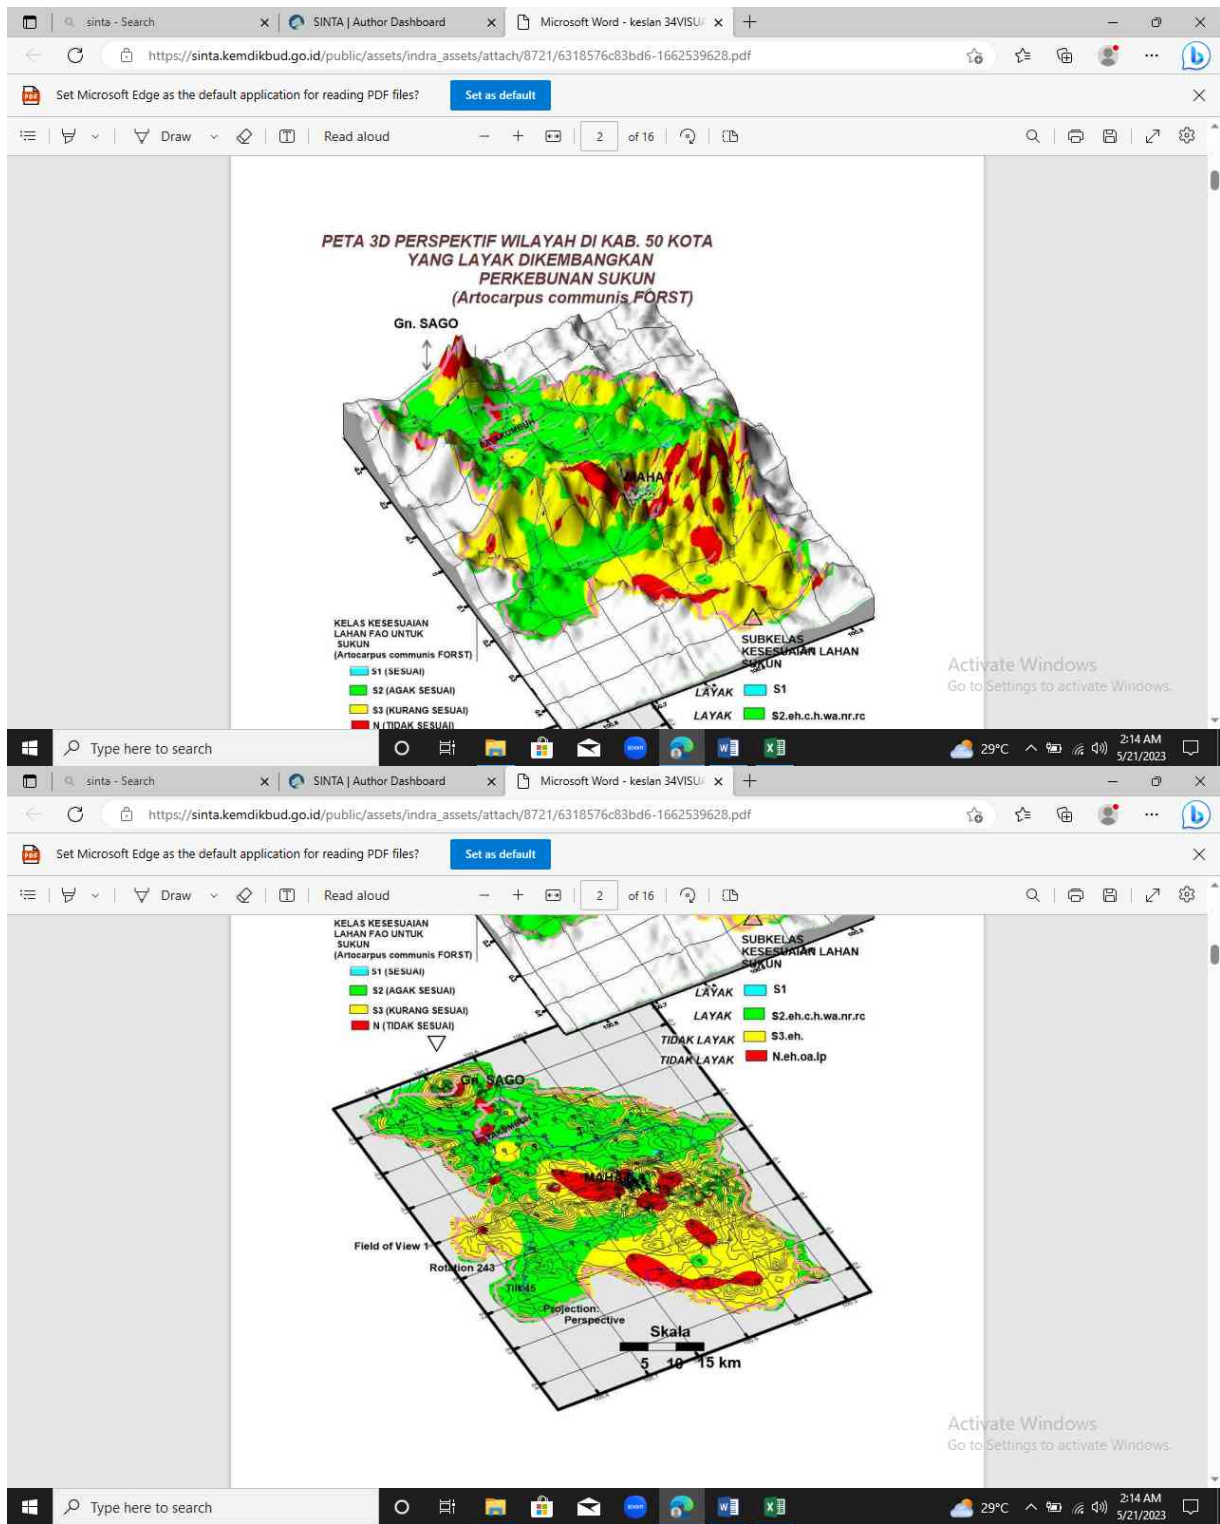 sinta - Search
SINTA | Author Dashboard
Microsoft Word - keslan 34VISU
https://sinta.kemdikbud.go.id/public/assets/indra_assets/attach/8721/6318576c83bd6-1662539628.pdf
Set Microsoft Edge as the default application for reading PDF files?
Set as default
Draw
Read aloud
2
of 16
PETA 3D PERSPEKTIF WILAYAH DI KAB. 50 KOTA
YANG LAYAK DIKEMBANGKAN
PERKEBUNAN SUKUN
(Artocarpus communis FORST)
Gn. SAGO
MAHAT
KELAS KESESUAIAN
LAHAN FAO UNTUK
SUKUN
(Artocarpus communis FORST)
S1 (SESUAI)
S2 (AGAK SESUAI)
S3 (KURANG SESUAI)
N (TIDAK SESUAI)
SUBKELAS
KESESUAIAN LAHAN
SUKUN
LAYAK S1
LAYAK S2.eh.c.h.wa.nr.rc
Activate Windows
Go to Settings to activate Windows.
Type here to search
zoom
29°C
2:14 AM
5/21/2023
sinta - Search
SINTA | Author Dashboard
Microsoft Word - keslan 34VISU
https://sinta.kemdikbud.go.id/public/assets/indra_assets/attach/8721/6318576c83bd6-1662539628.pdf
Set Microsoft Edge as the default application for reading PDF files?
Set as default
Draw
Read aloud
2
of 16
KELAS KESESUAIAN
LAHAN FAO UNTUK
SUKUN
(Artocarpus communis FORST)
S1 (SESUAI)
S2 (AGAK SESUAI)
S3 (KURANG SESUAI)
N (TIDAK SESUAI)
SUBKELAS
KESESUAIAN LAHAN
SUKUN
LAYAK S1
LAYAK S2.eh.c.h.wa.nr.rc
TIDAK LAYAK S3.eh.
TIDAK LAYAK N.eh.oa.lp
Gn. SAGO
Field of View 1
Rotation 243
Tilt 45
Projection:
Perspective
Skala
5 10 15 km
Activate Windows
Go to Settings to activate Windows.
Type here to search
zoom
29°C
2:14 AM
5/21/2023